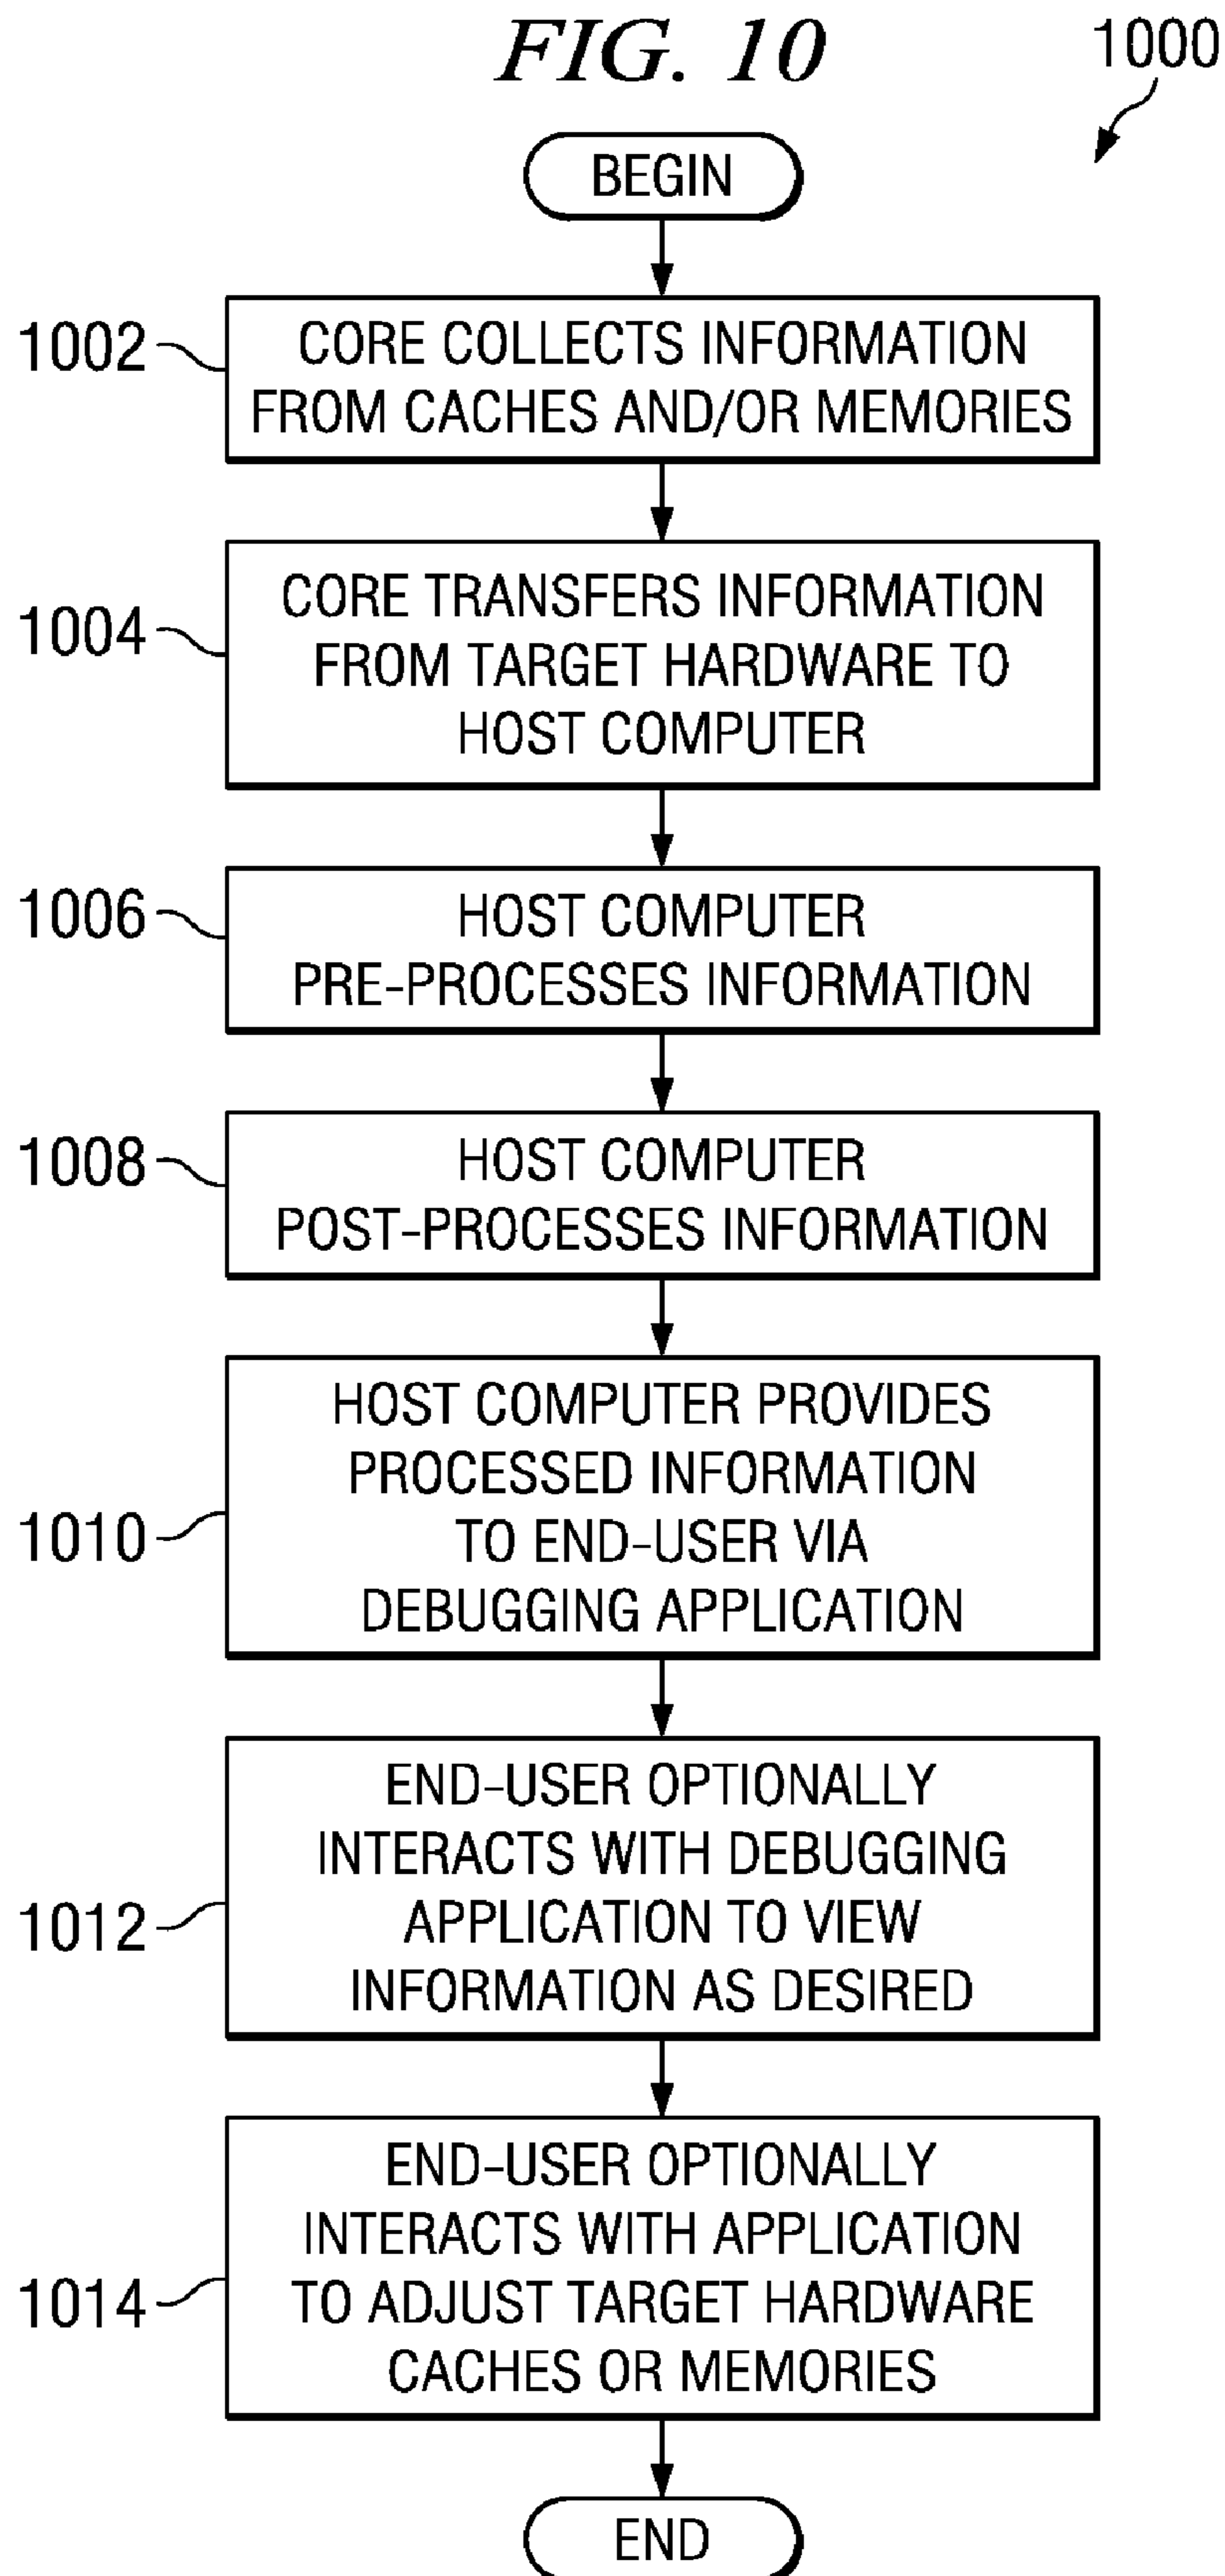 FIG. 10
1000
BEGIN
1002
CORE COLLECTS INFORMATION
FROM CACHES AND/OR MEMORIES
1004
CORE TRANSFERS INFORMATION
FROM TARGET HARDWARE TO
HOST COMPUTER
1006
HOST COMPUTER
PRE-PROCESSES INFORMATION
1008
HOST COMPUTER
POST-PROCESSES INFORMATION
1010
HOST COMPUTER PROVIDES
PROCESSED INFORMATION
TO END-USER VIA
DEBUGGING APPLICATION
1012
END-USER OPTIONALLY
INTERACTS WITH DEBUGGING
APPLICATION TO VIEW
INFORMATION AS DESIRED
1014
END-USER OPTIONALLY
INTERACTS WITH APPLICATION
TO ADJUST TARGET HARDWARE
CACHES OR MEMORIES
END